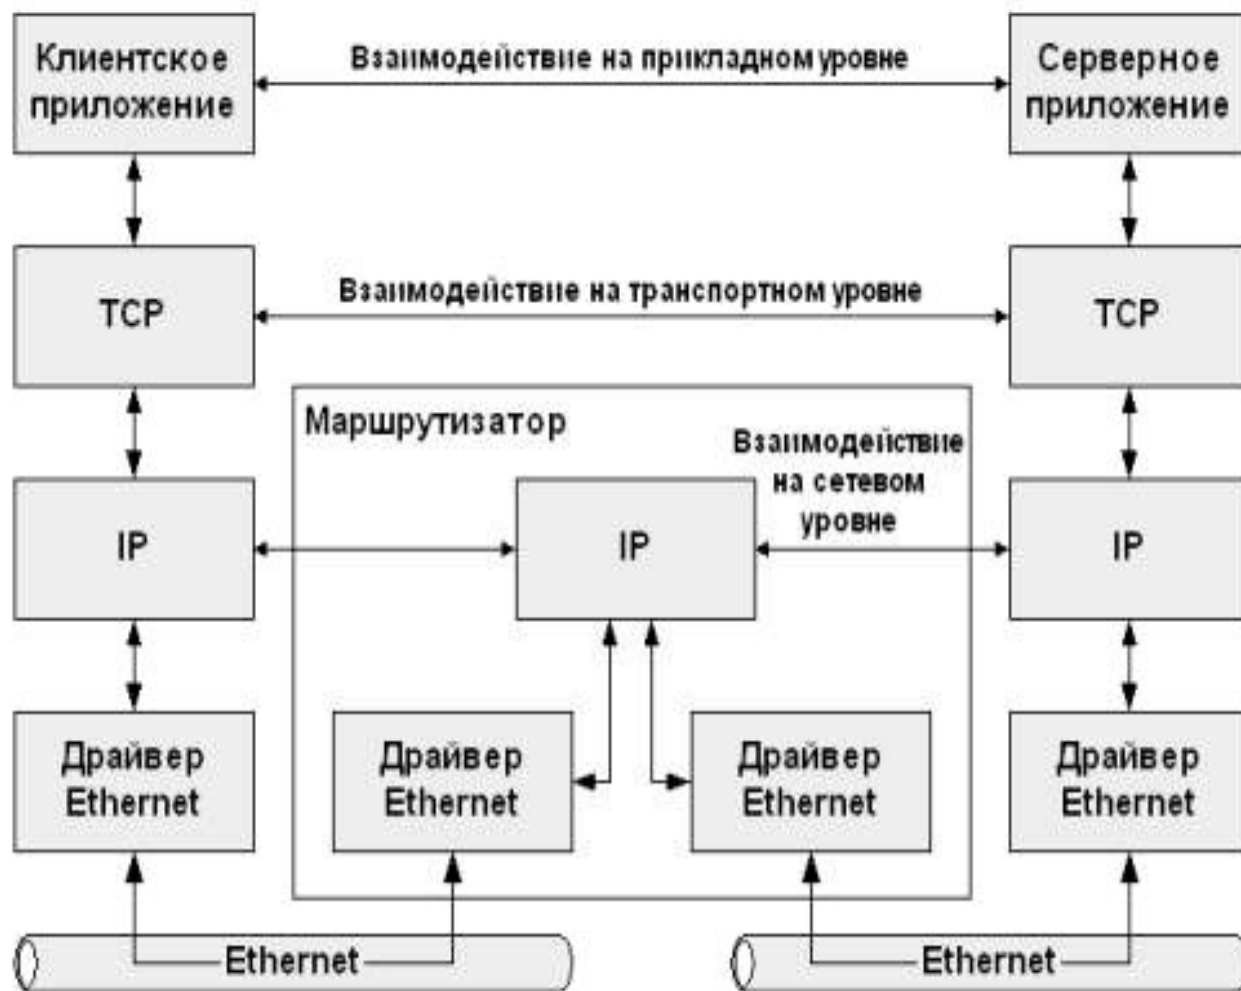 Клиентское
приложение
Взаимодействие на прикладном уровне
Серверное
приложение
TCP
Взаимодействие на транспортном уровне
TCP
Маршрутизатор
Взаимодействие
на сетевом
уровне
IP
IP
IP
Драйвер
Ethernet
Драйвер
Ethernet
Драйвер
Ethernet
Драйвер
Ethernet
Ethernet
Ethernet